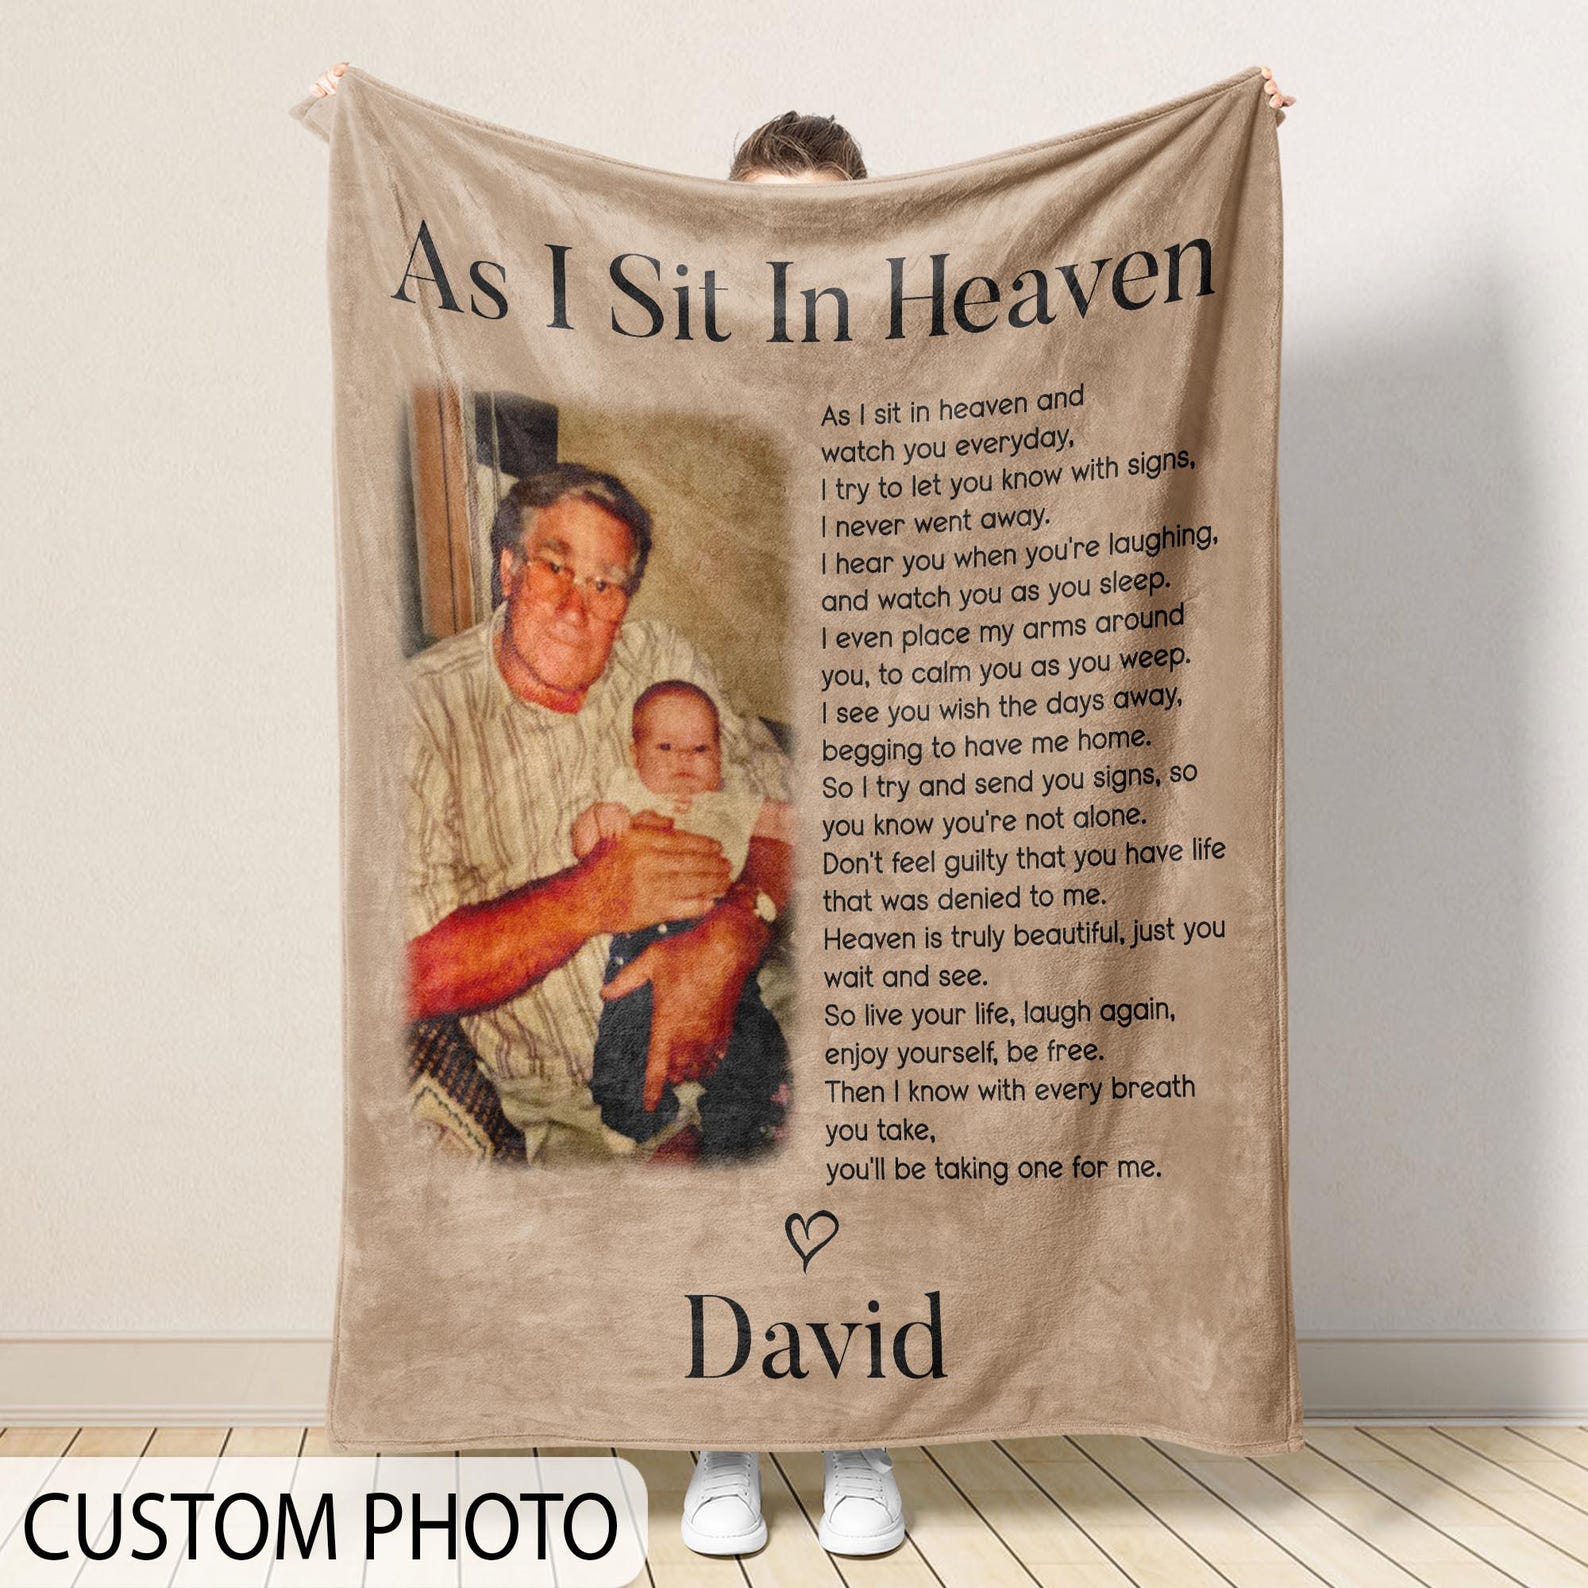 As I Sit In Heaven
As I sit in heaven and
watch you everyday,
I try to let you know with signs,
I never went away.
I hear you when you're laughing,
and watch you as you sleep.
I even place my arms around
you, to calm you as you weep.
I see you wish the days away,
begging to have me home.
So I try and send you signs, so
you know you're not alone.
Don't feel guilty that you have life
that was denied to me.
Heaven is truly beautiful, just you
wait and see.
So live your life, laugh again,
enjoy yourself, be free.
Then I know with every breath
you take,
you'll be taking one for me.
David
CUSTOM PHOTO